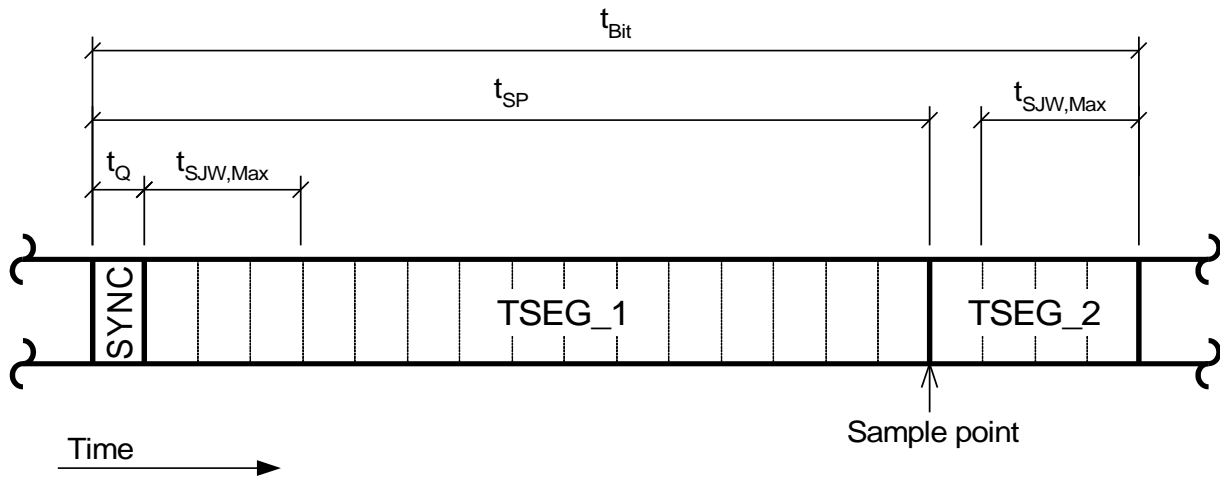 tBit
tSP
tSJW,Max
tQ
tSJW,Max
SYNC
TSEG_1
TSEG_2
Sample point
Time